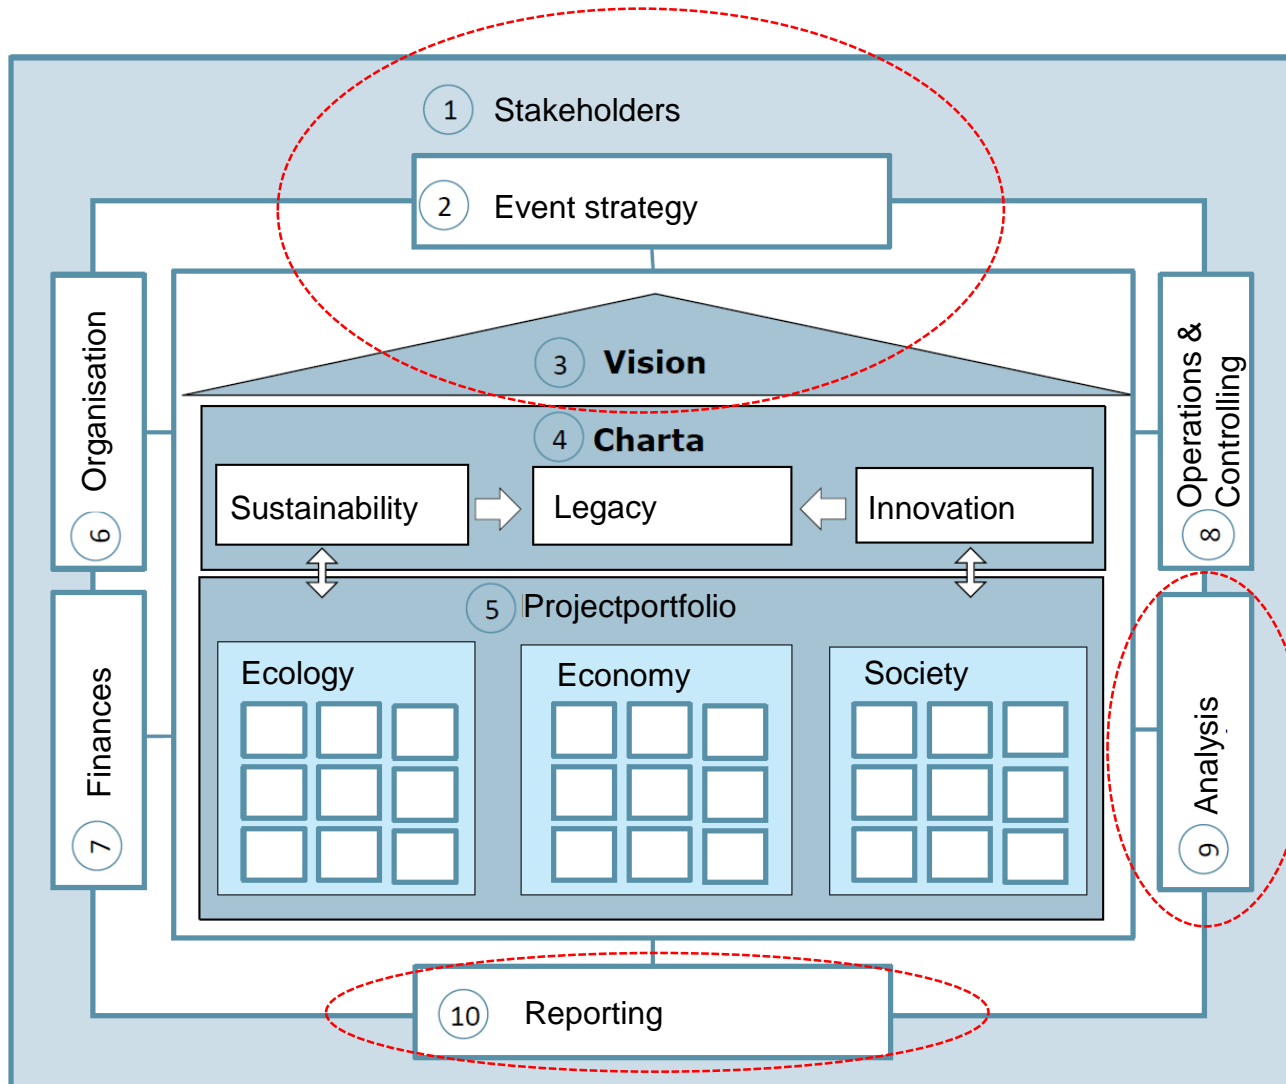 1 Stakeholders
2 Event strategy
3 Vision
4 Charta
Sustainability
Legacy
Innovation
5 Projectportfolio
Ecology
Economy
Society
6 Organisation
7 Finances
8 Operations &
Controlling
9 Analysis
10 Reporting